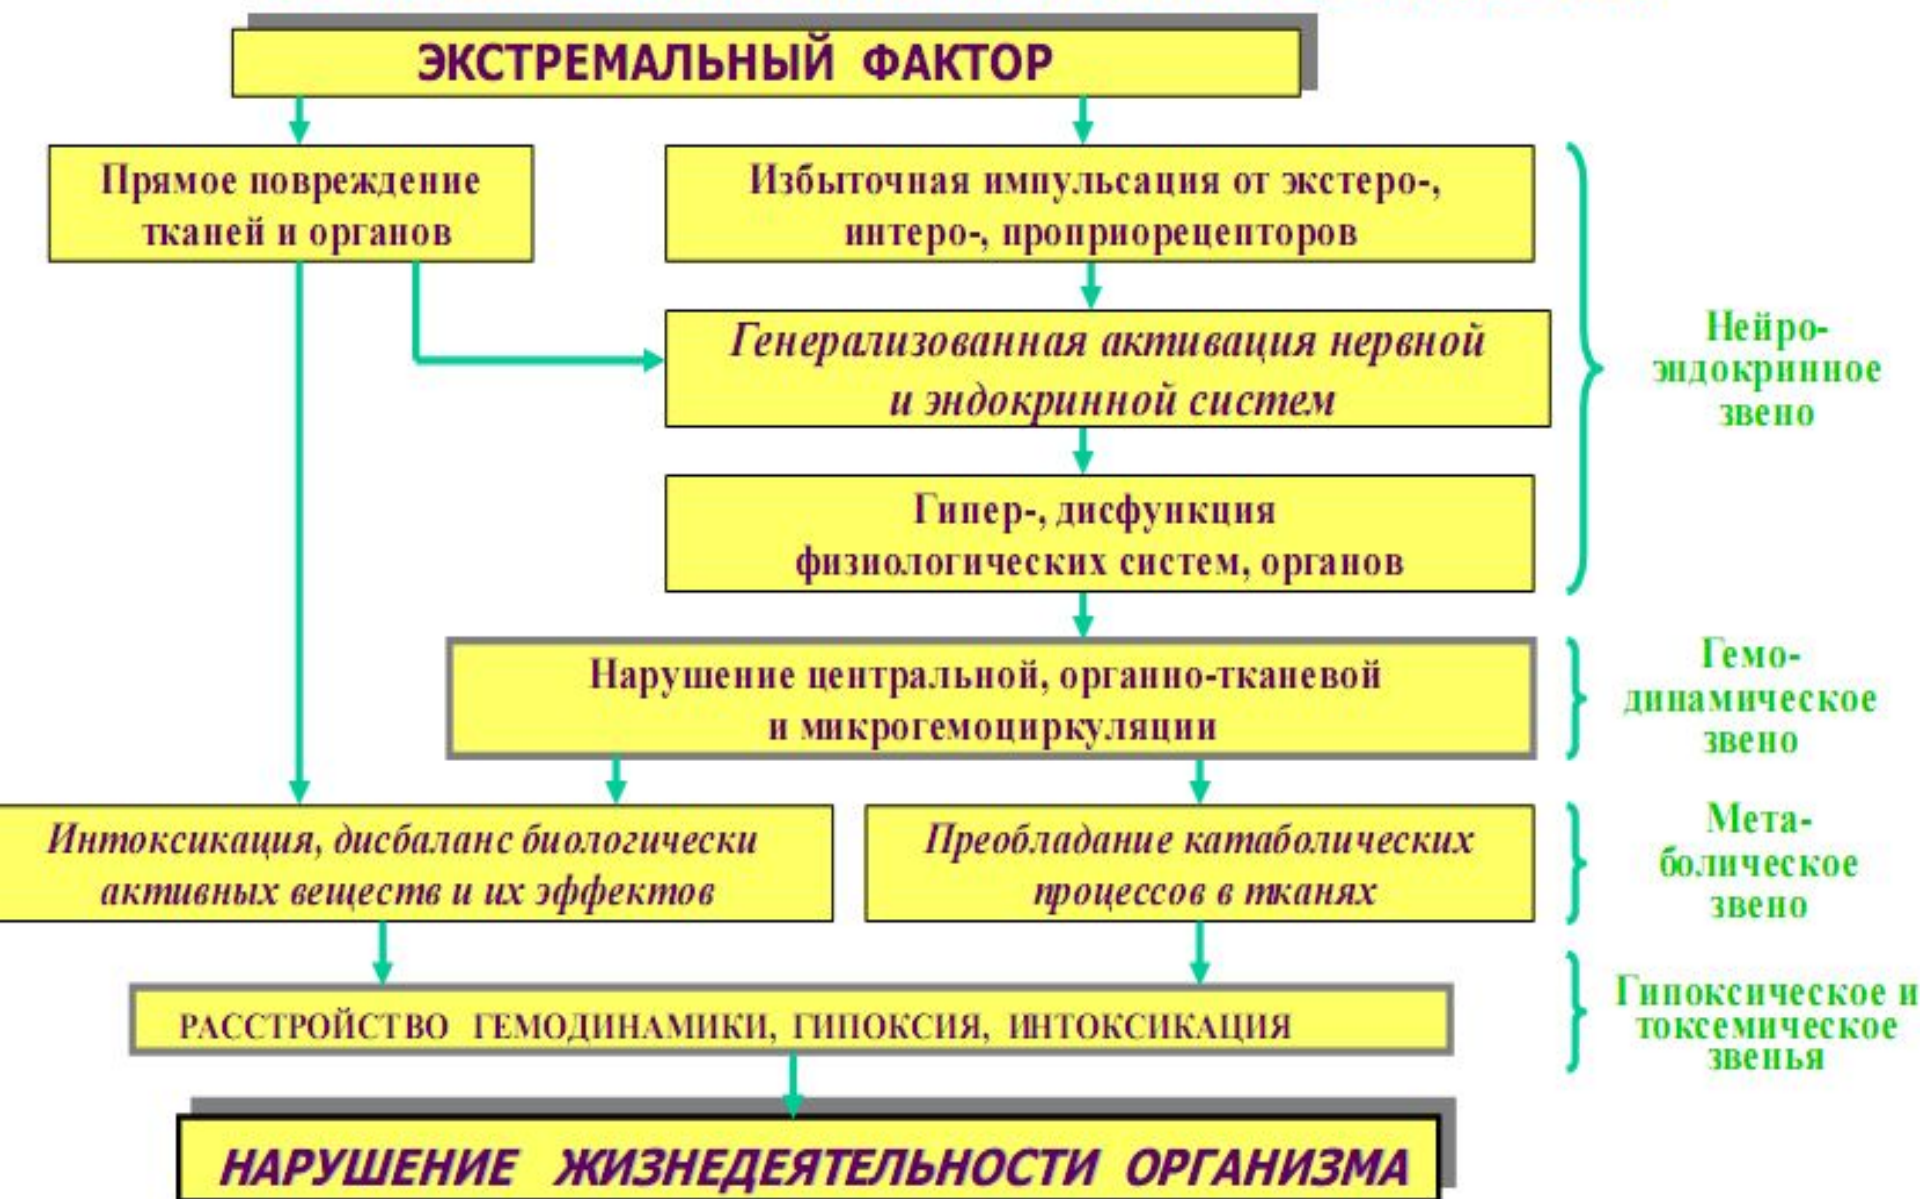 ЭКСТРЕМАЛЬНЫЙ ФАКТОР
Прямое повреждение
тканей и органов
Избыточная импульсация от экстеро-,
интеро-, проприорецепторов
Генерализованная активация нервной
и эндокринной систем
Гипер-, дисфункция
физиологических систем, органов
Нейро-
эндокринное
звено
Нарушение центральной, органно-тканевой
и микрогемоциркуляции
Гемо-
динамическое
звено
Интоксикация, дисбаланс биологически
активных веществ и их эффектов
Преобладание катаболических
процессов в тканях
Мета-
болическое
звено
РАССТРОЙСТВО ГЕМОДИНАМИКИ, ГИПОКСИЯ, ИНТОКСИКАЦИЯ
Гипоксическое и
токсемическое
звенья
НАРУШЕНИЕ ЖИЗНЕДЕЯТЕЛЬНОСТИ ОРГАНИЗМА